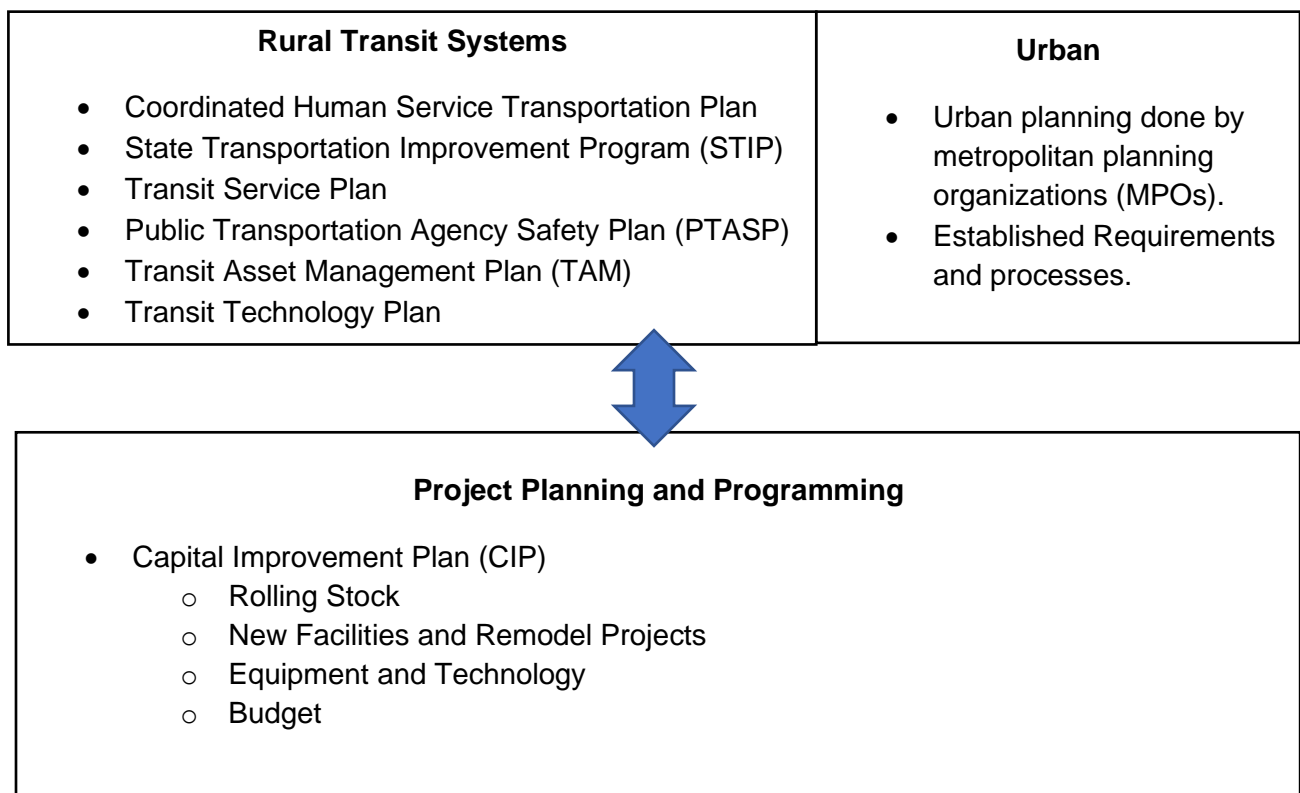 Rural Transit Systems
• Coordinated Human Service Transportation Plan
• State Transportation Improvement Program (STIP)
• Transit Service Plan
• Public Transportation Agency Safety Plan (PTASP)
• Transit Asset Management Plan (TAM)
• Transit Technology Plan
Urban
• Urban planning done by
metropolitan planning
organizations (MPOs).
• Established Requirements
and processes.
Project Planning and Programming
• Capital Improvement Plan (CIP)
o Rolling Stock
o New Facilities and Remodel Projects
o Equipment and Technology
o Budget